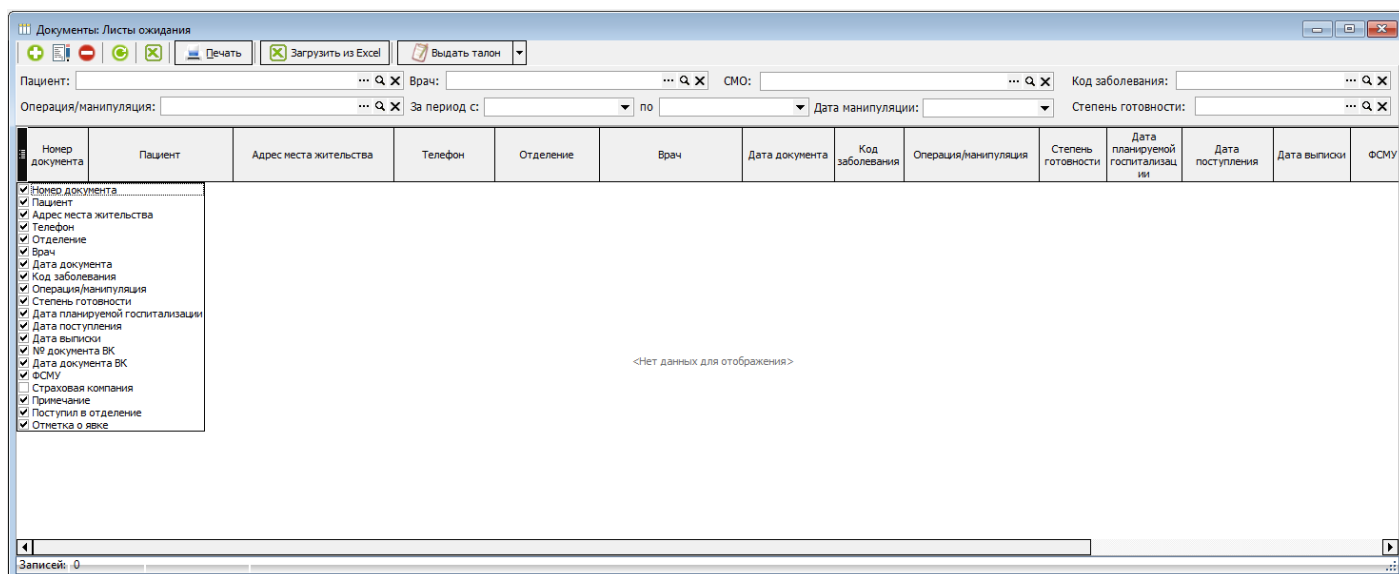 Документы: Листы ожидания
Печать Загрузить из Excel Выдать талон
Пациент: Врач: СМО: Код заболевания:
Операция/манипуляция: За период с: по Дата манипуляции: Степень готовности:
Номер документа Пациент Адрес места жительства Телефон Отделение Врач Дата документа Код заболевания Операция/манипуляция Степень готовности Дата планируемой госпитализац ии Дата поступления Дата выписки ФСМУ
Номер документа
Пациент
Адрес места жительства
Телефон
Отделение
Врач
Дата документа
Код заболевания
Операция/манипуляция
Степень готовности
Дата планируемой госпитализации
Дата поступления
Дата выписки
№ документа ВК
Дата документа ВК
ФСМУ
Страховая компания
Примечание
Поступил в отделение
Отметка о явке
<Нет данных для отображения>
Записей: 0